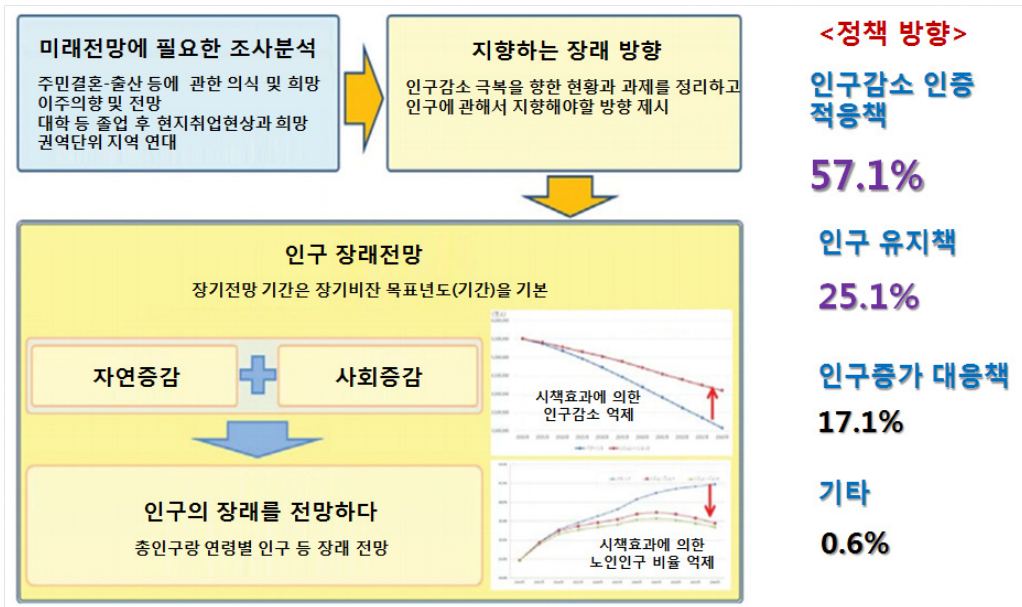 미래전망에 필요한 조사분석
주민결혼-출산 등에 관한 의식 및 희망
이주의향 및 전망
대학 등 졸업 후 현지취업현상과 희망
권역단위 지역 연대
지향하는 장래 방향
인구감소 극복을 향한 현황과 과제를 정리하고
인구에 관해서 지향해야할 방향 제시
인구 장래전망
장기전망 기간은 장기비잔 목표년도(기간)을 기본
자연증감
사회증감
시책효과에 의한
인구감소 억제
인구의 장래를 전망하다
총인구랑 연령별 인구 등 장래 전망
시책효과에 의한
노인인구 비율 억제
<정책 방향>
인구감소 인증
적응책
57.1%
인구 유지책
25.1%
인구증가 대응책
17.1%
기타
0.6%